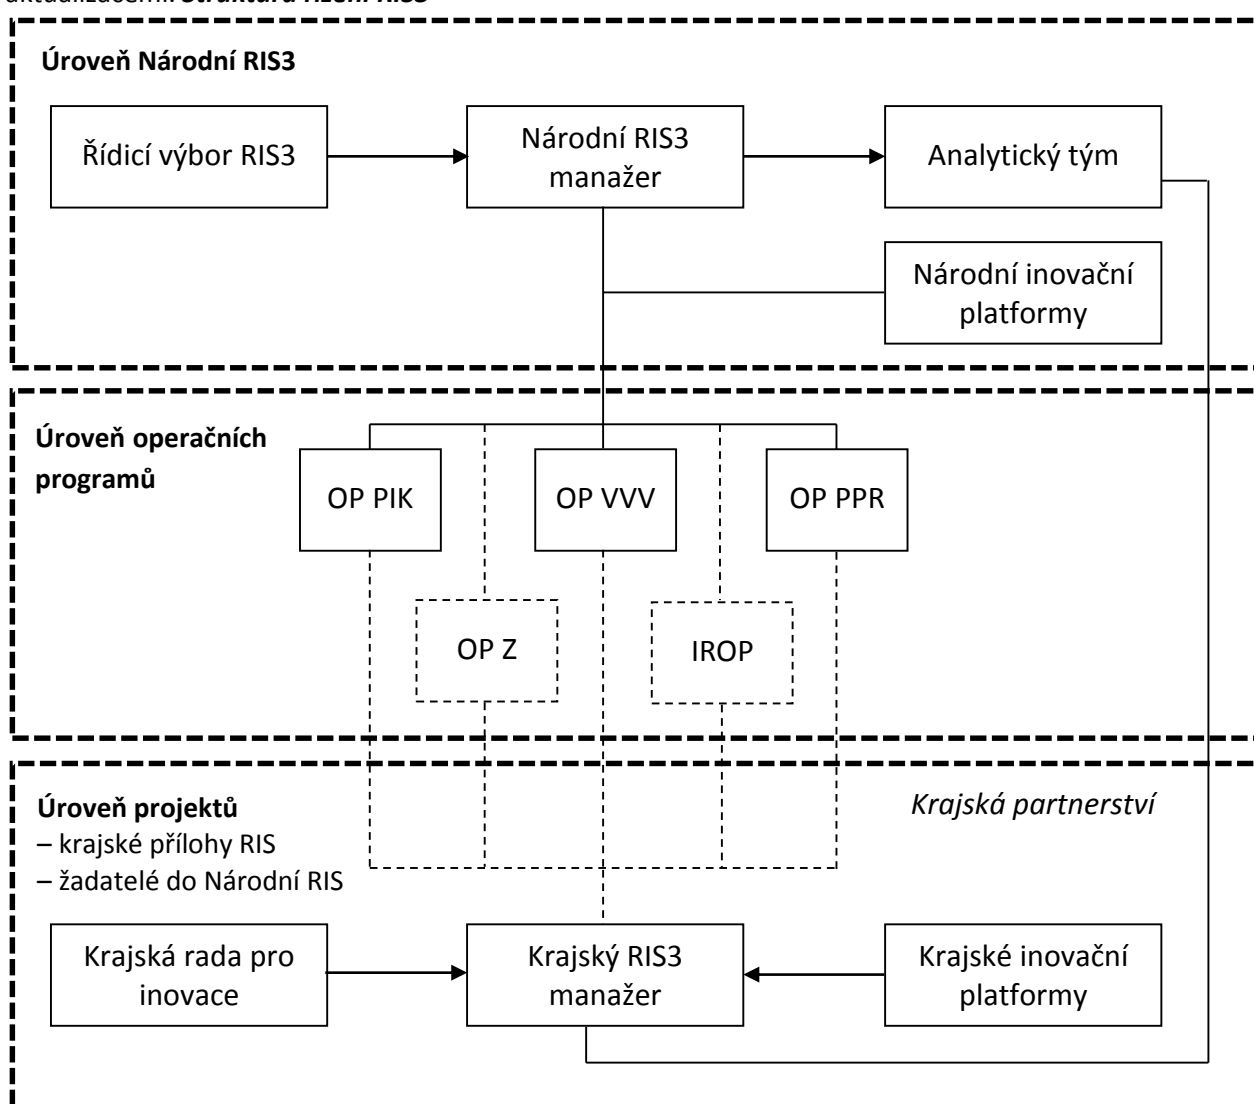 aktualizacemi. Struktura řízení RIS3
Úroveň Národní RIS3
Řídicí výbor RIS3
Národní RIS3
manažer
Analytický tým
Národní inovační
platformy
Úroveň operačních
programů
OP PIK
OP VVV
OP PPR
OP Z
IROP
Úroveň projektů
– krajské přílohy RIS
– žadatelé do Národní RIS
Krajská partnerství
Krajská rada pro
inovace
Krajský RIS3
manažer
Krajské inovační
platformy